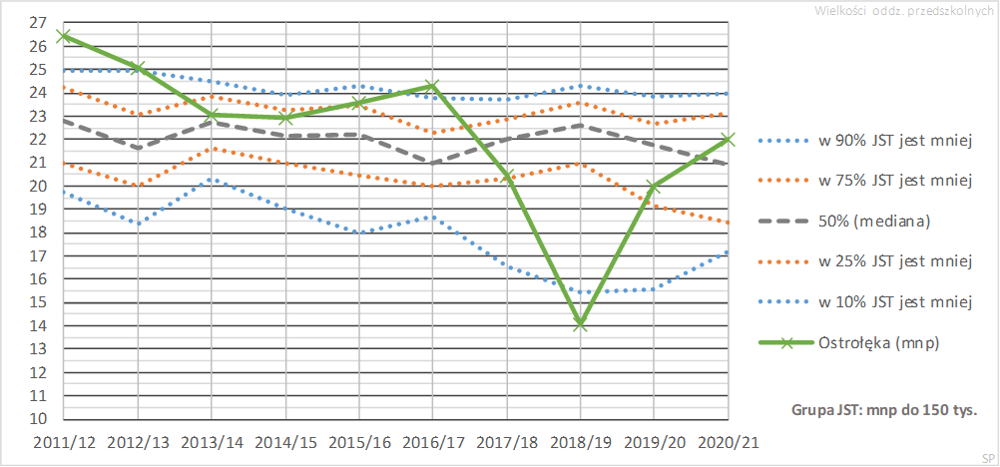 Wielkości oddz. przedszkolnych
27
26
25
24
23
22
21
20
19
18
17
16
15
14
13
12
11
10
2011/12 2012/13 2013/14 2014/15 2015/16 2016/17 2017/18 2018/19 2019/20 2020/21
w 90% JST jest mniej
w 75% JST jest mniej
50% (mediana)
w 25% JST jest mniej
w 10% JST jest mniej
Ostrołęka (mnp)
Grupa JST: mnp do 150 tys.
SP